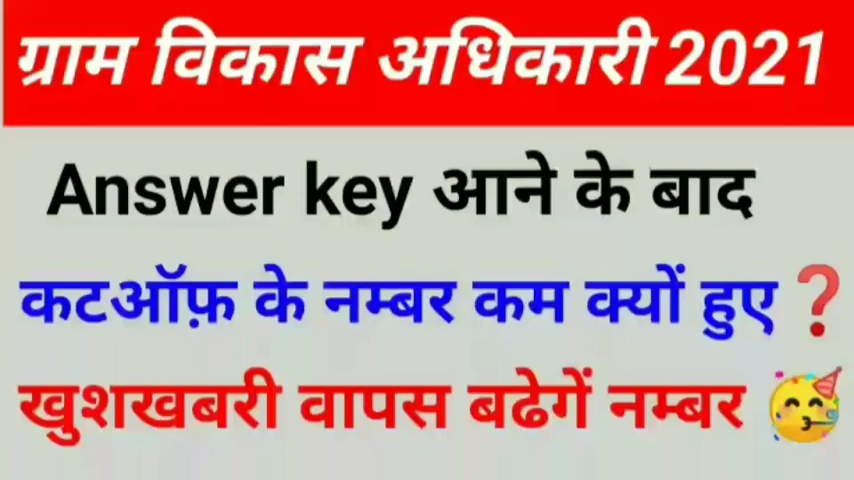 ग्राम विकास अधिकारी 2021
Answer key आने के बाद
कटऑफ़ के नम्बर कम क्यों हुए❓
खुशखबरी वापस बढेगें नम्बर 🥳